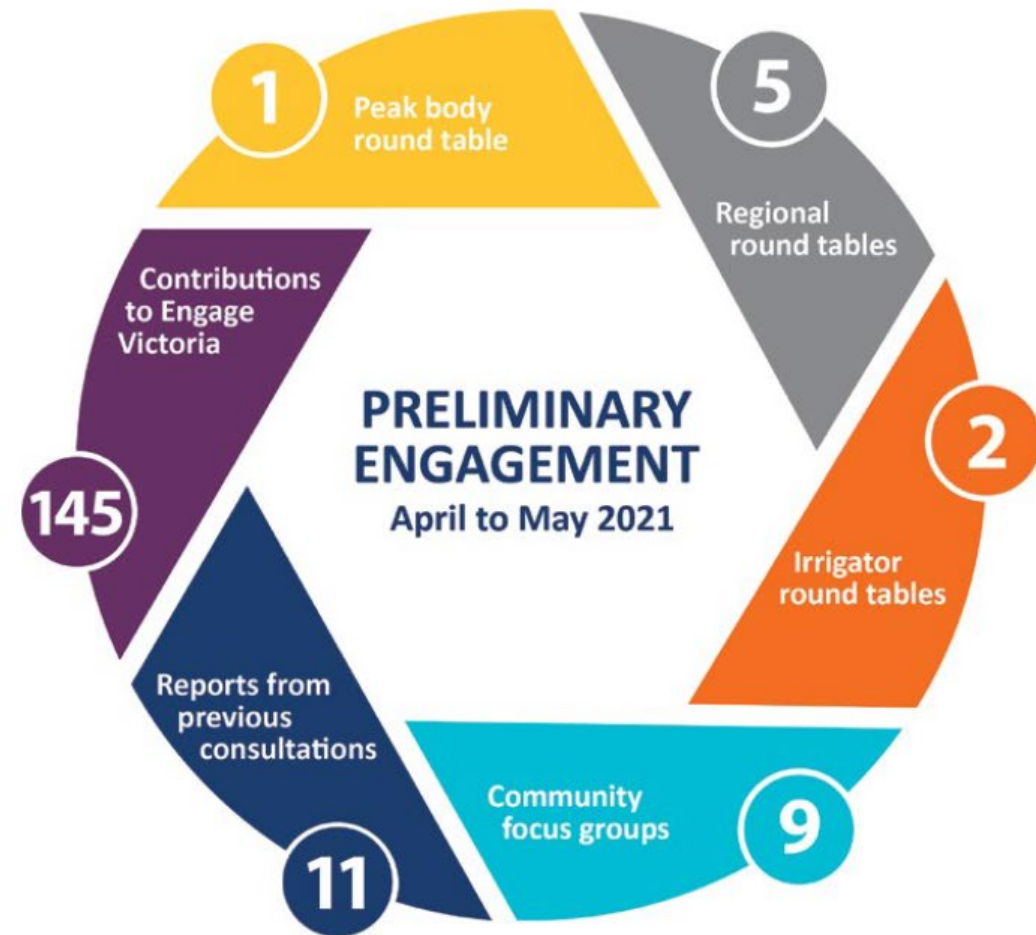 1
Peak body
round table
5
Regional
round tables
2
Irrigator
round tables
9
Community
focus groups
11
Reports from
previous
consultations
145
Contributions
to Engage
Victoria
PRELIMINARY
ENGAGEMENT
April to May 2021